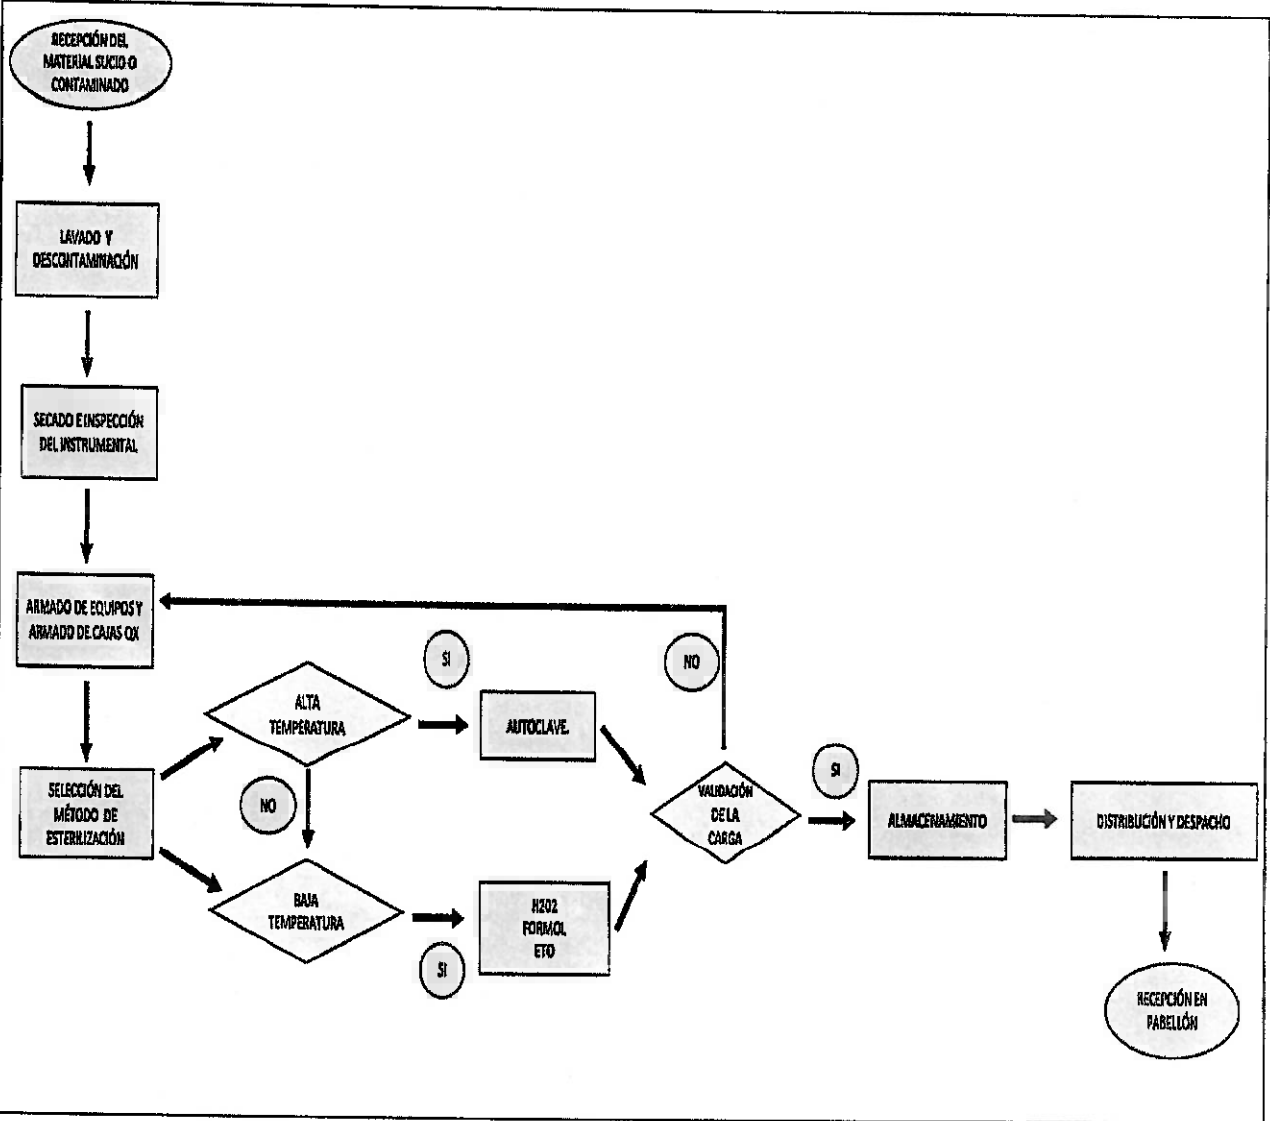 RECEPCIÓN DEL
MATERIAL SUCIO O
CONTAMINADO
LAVADO Y
DESCONTAMINACIÓN
SECADO E INSPECCIÓN
DEL INSTRUMENTAL
ARMADO DE EQUIPOS Y
ARMADO DE CAJAS QX
SELECCIÓN DEL
MÉTODO DE
ESTERILIZACIÓN
ALTA
TEMPERATURA
SI
AUTOCLAVE.
NO
BAJA
TEMPERATURA
SI
H2O2
FORMOL
ETO
VALIDACIÓN
DE LA
CARGA
NO
SI
ALMACENAMIENTO
DISTRIBUCIÓN Y DESPACHO
RECEPCIÓN EN
PABELLÓN